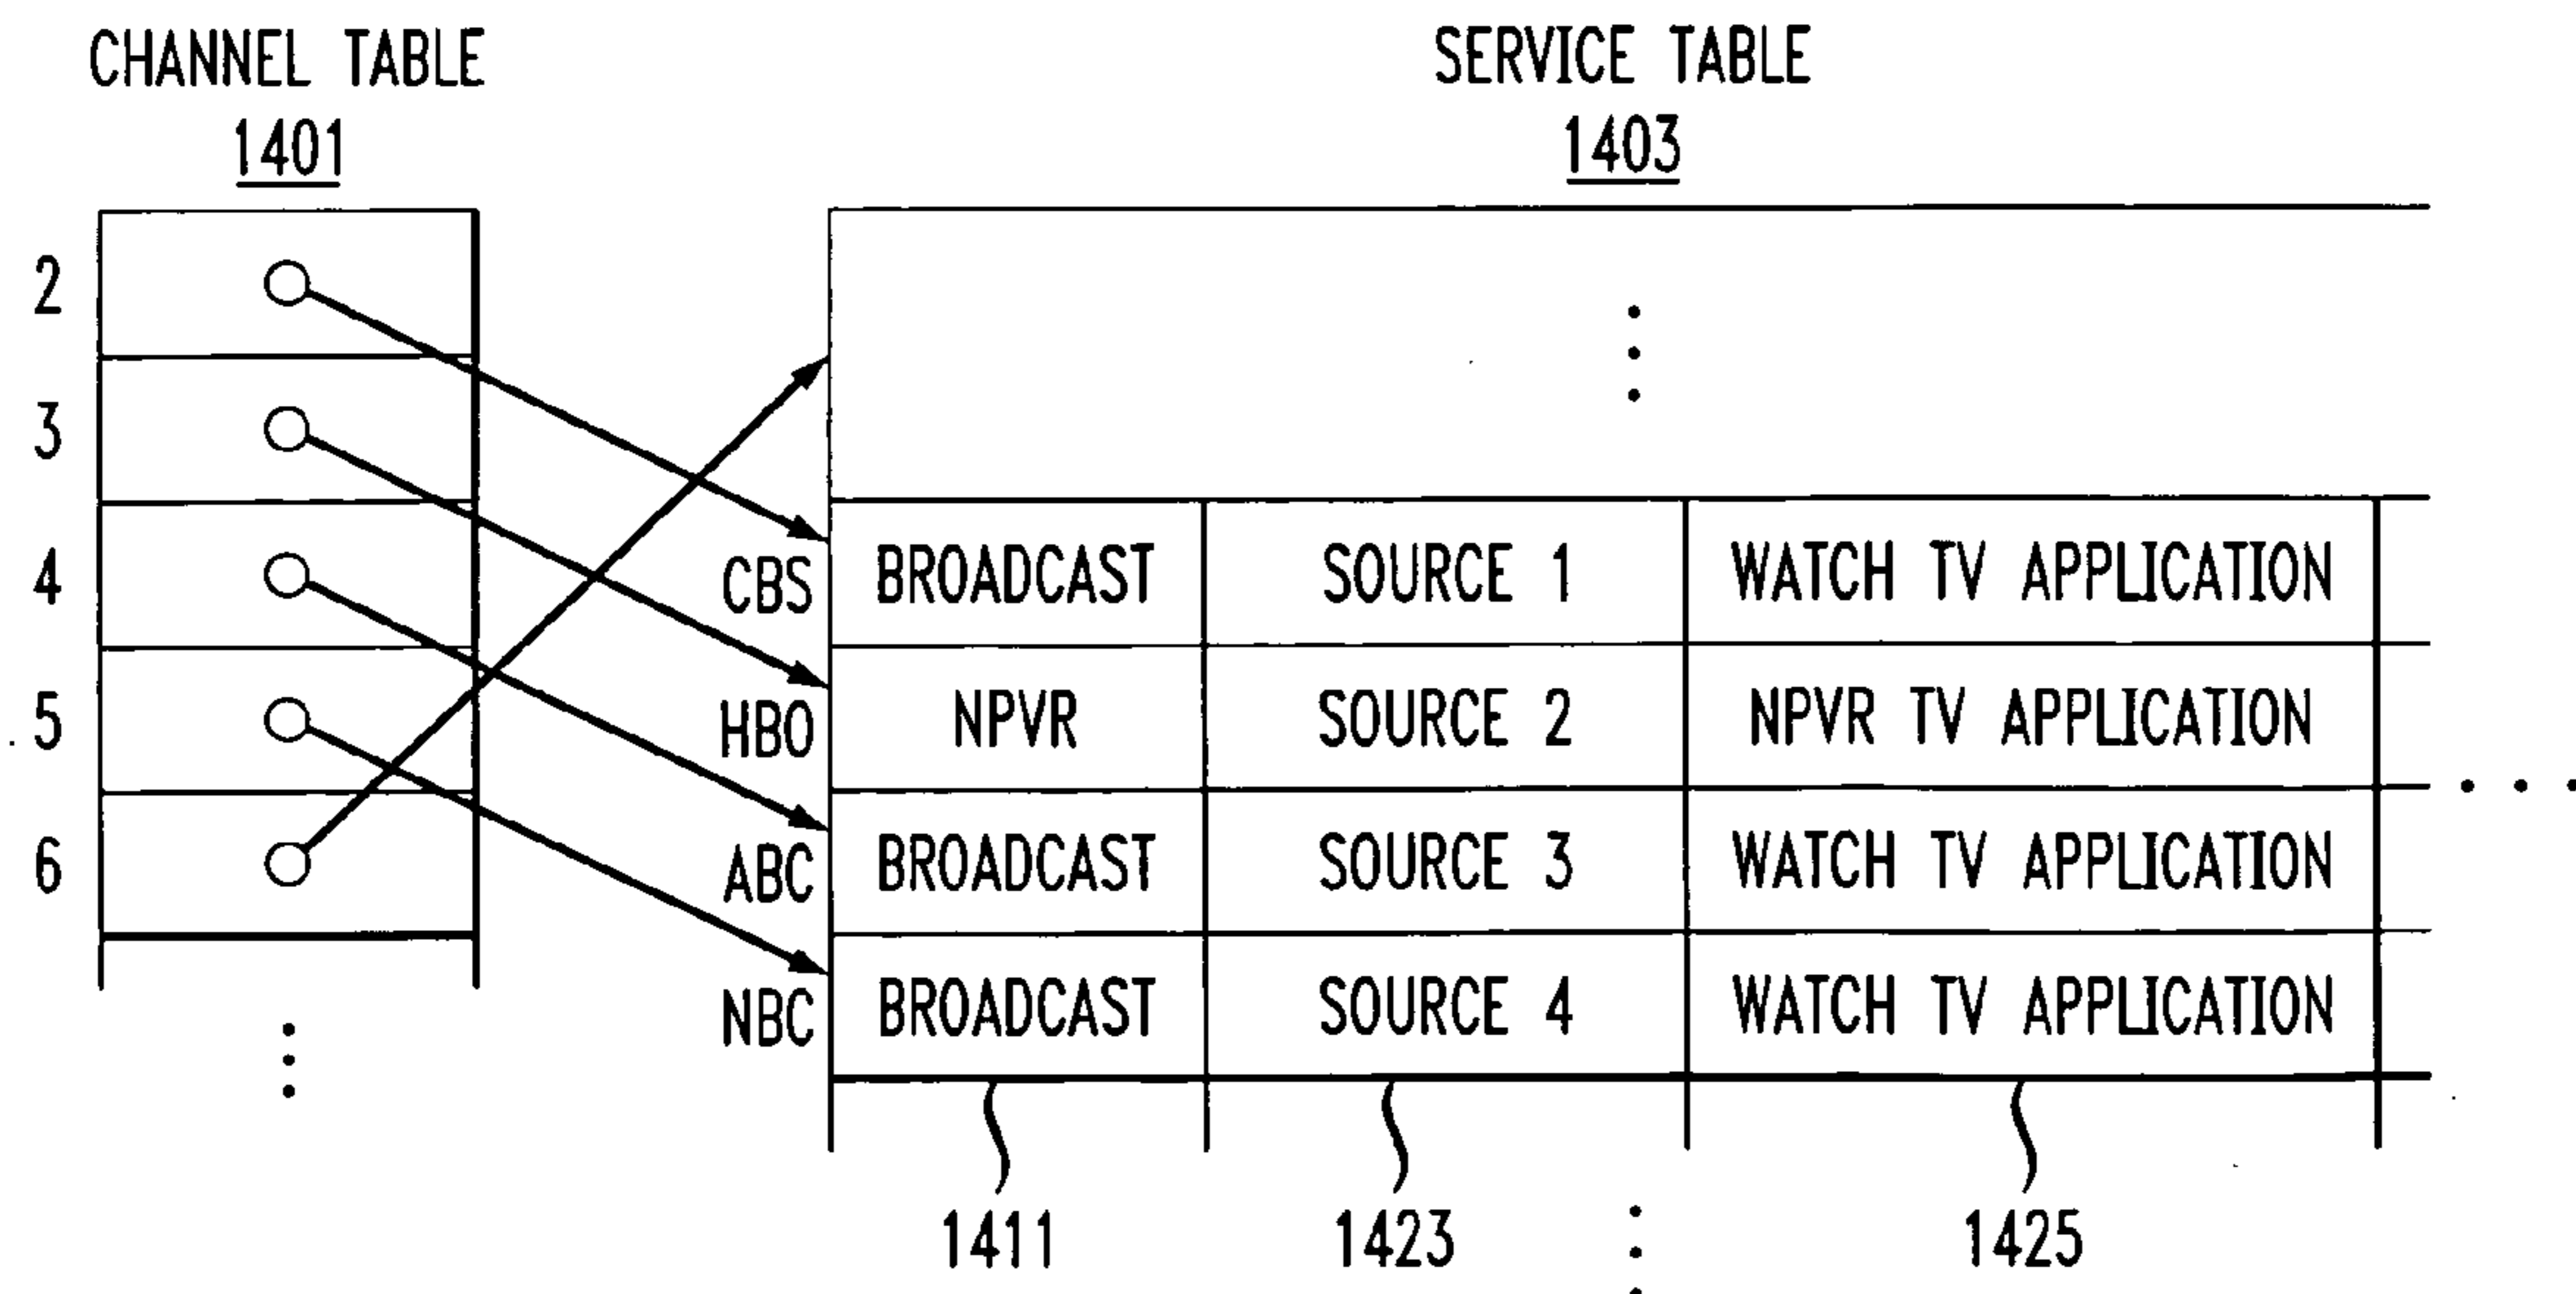 CHANNEL TABLE
1401
2
3
4
5
6
SERVICE TABLE
1403
CBS BROADCAST SOURCE 1 WATCH TV APPLICATION
HBO NPVR SOURCE 2 NPVR TV APPLICATION
ABC BROADCAST SOURCE 3 WATCH TV APPLICATION
NBC BROADCAST SOURCE 4 WATCH TV APPLICATION
1411 1423 1425